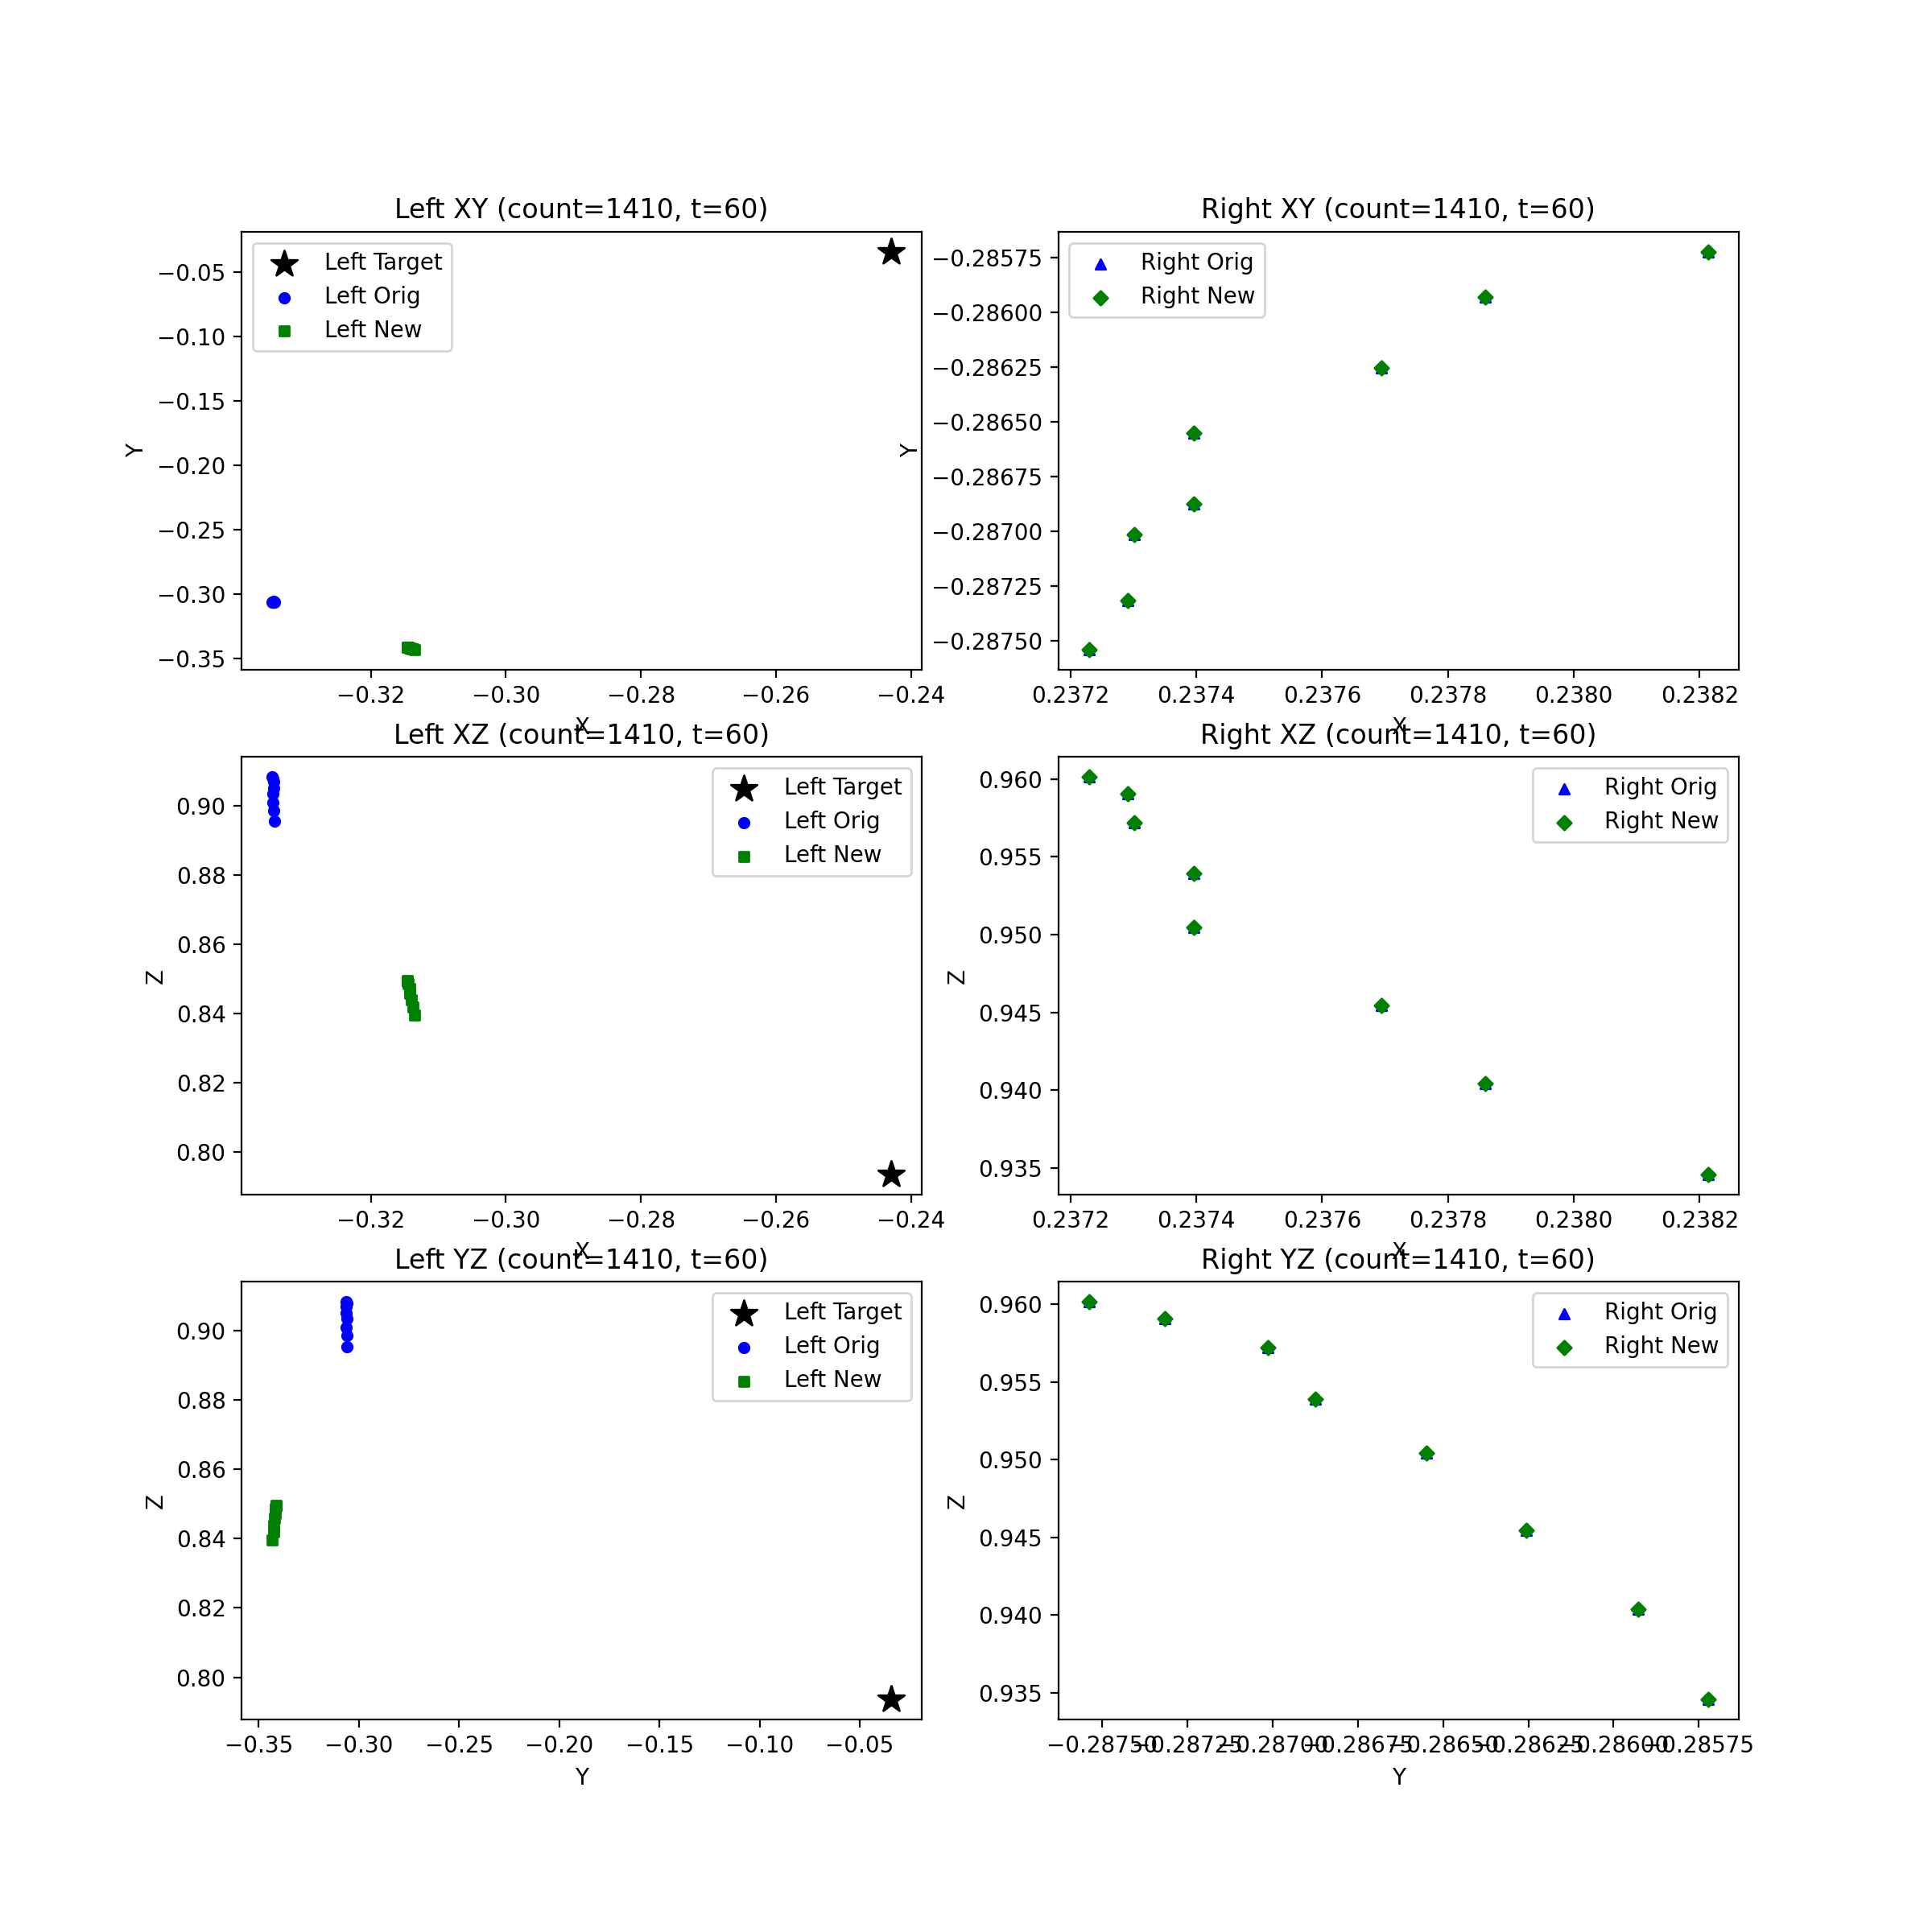 Left XY (count=1410, t=60)
Left Target
Left Orig
Left New
−0.05
−0.10
−0.15
−0.20
−0.25
−0.30
−0.35
Y
−0.32 −0.30 −0.28 −0.26 −0.24
X
Right XY (count=1410, t=60)
Right Orig
Right New
−0.28575
−0.28600
−0.28625
−0.28650
−0.28675
−0.28700
−0.28725
−0.28750
Y
0.2372 0.2374 0.2376 0.2378 0.2380 0.2382
X
Left XZ (count=1410, t=60)
Left Target
Left Orig
Left New
0.90
0.88
0.86
0.84
0.82
0.80
Z
−0.32 −0.30 −0.28 −0.26 −0.24
X
Right XZ (count=1410, t=60)
Right Orig
Right New
0.960
0.955
0.950
0.945
0.940
0.935
Z
0.2372 0.2374 0.2376 0.2378 0.2380 0.2382
X
Left YZ (count=1410, t=60)
Left Target
Left Orig
Left New
0.90
0.88
0.86
0.84
0.82
0.80
Z
−0.35 −0.30 −0.25 −0.20 −0.15 −0.10 −0.05
Y
Right YZ (count=1410, t=60)
Right Orig
Right New
0.960
0.955
0.950
0.945
0.940
0.935
Z
−0.28750 −0.28725 −0.28700 −0.28675 −0.28650 −0.28625 −0.28600 −0.28575
Y